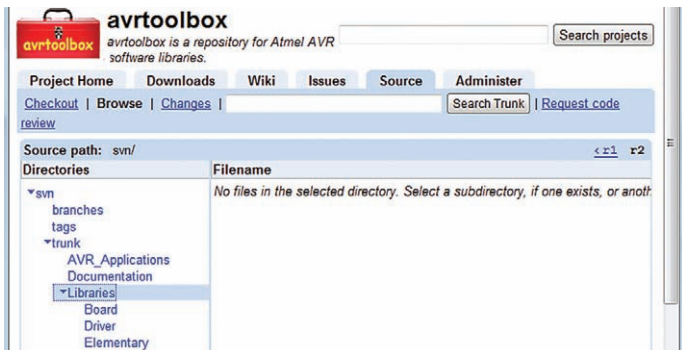 avrtoolbox
avrtoolbox
avrtoolbox is a repository for Atmel AVR
software libraries.
Search projects
Project Home Downloads Wiki Issues Source Administer
Checkout | Browse | Changes | Search Trunk | Request code
review
Source path: svn/ ‹r1 r2
Directories Filename
svn No files in the selected directory. Select a subdirectory, if one exists, or anoth
branches
tags
trunk
AVR_Applications
Documentation
Libraries
Board
Driver
Elementary